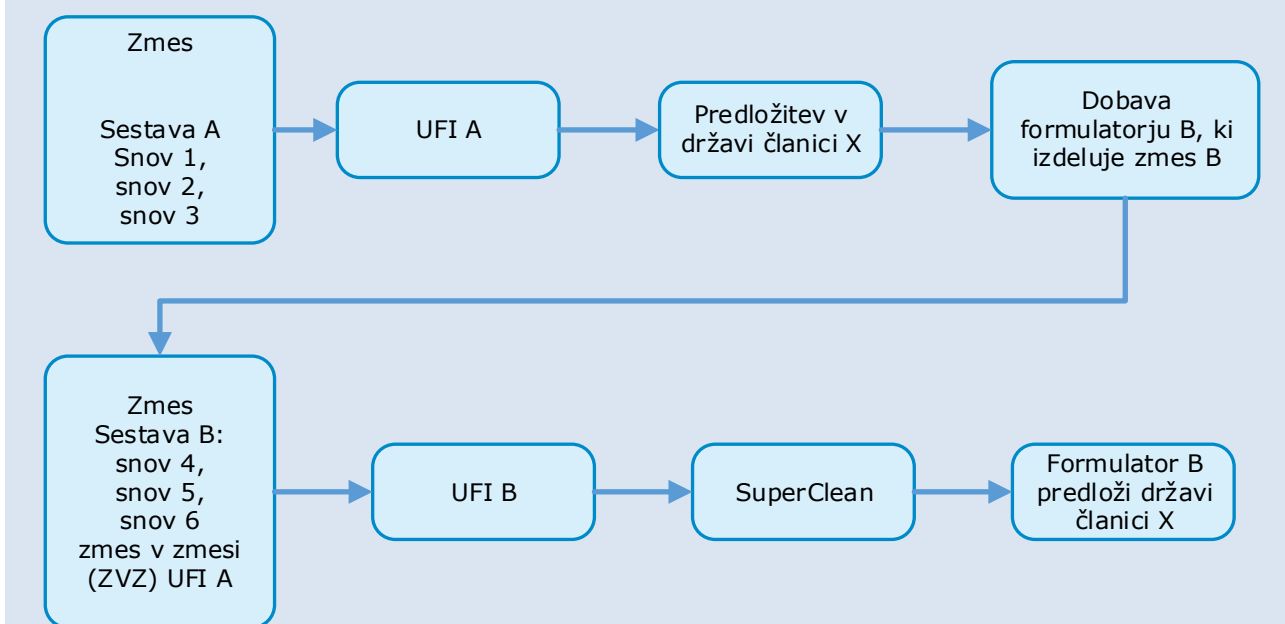 Zmes
Sestava A
Snov 1,
snov 2,
snov 3
UFI A
Predložitev v
državi članici X
Dobava
formulatorju B, ki
izdeluje zmes B
Zmes
Sestava B:
snov 4,
snov 5,
snov 6
zmes v zmesi
(ZVZ) UFI A
UFI B
SuperClean
Formulator B
predloži državi
članici X